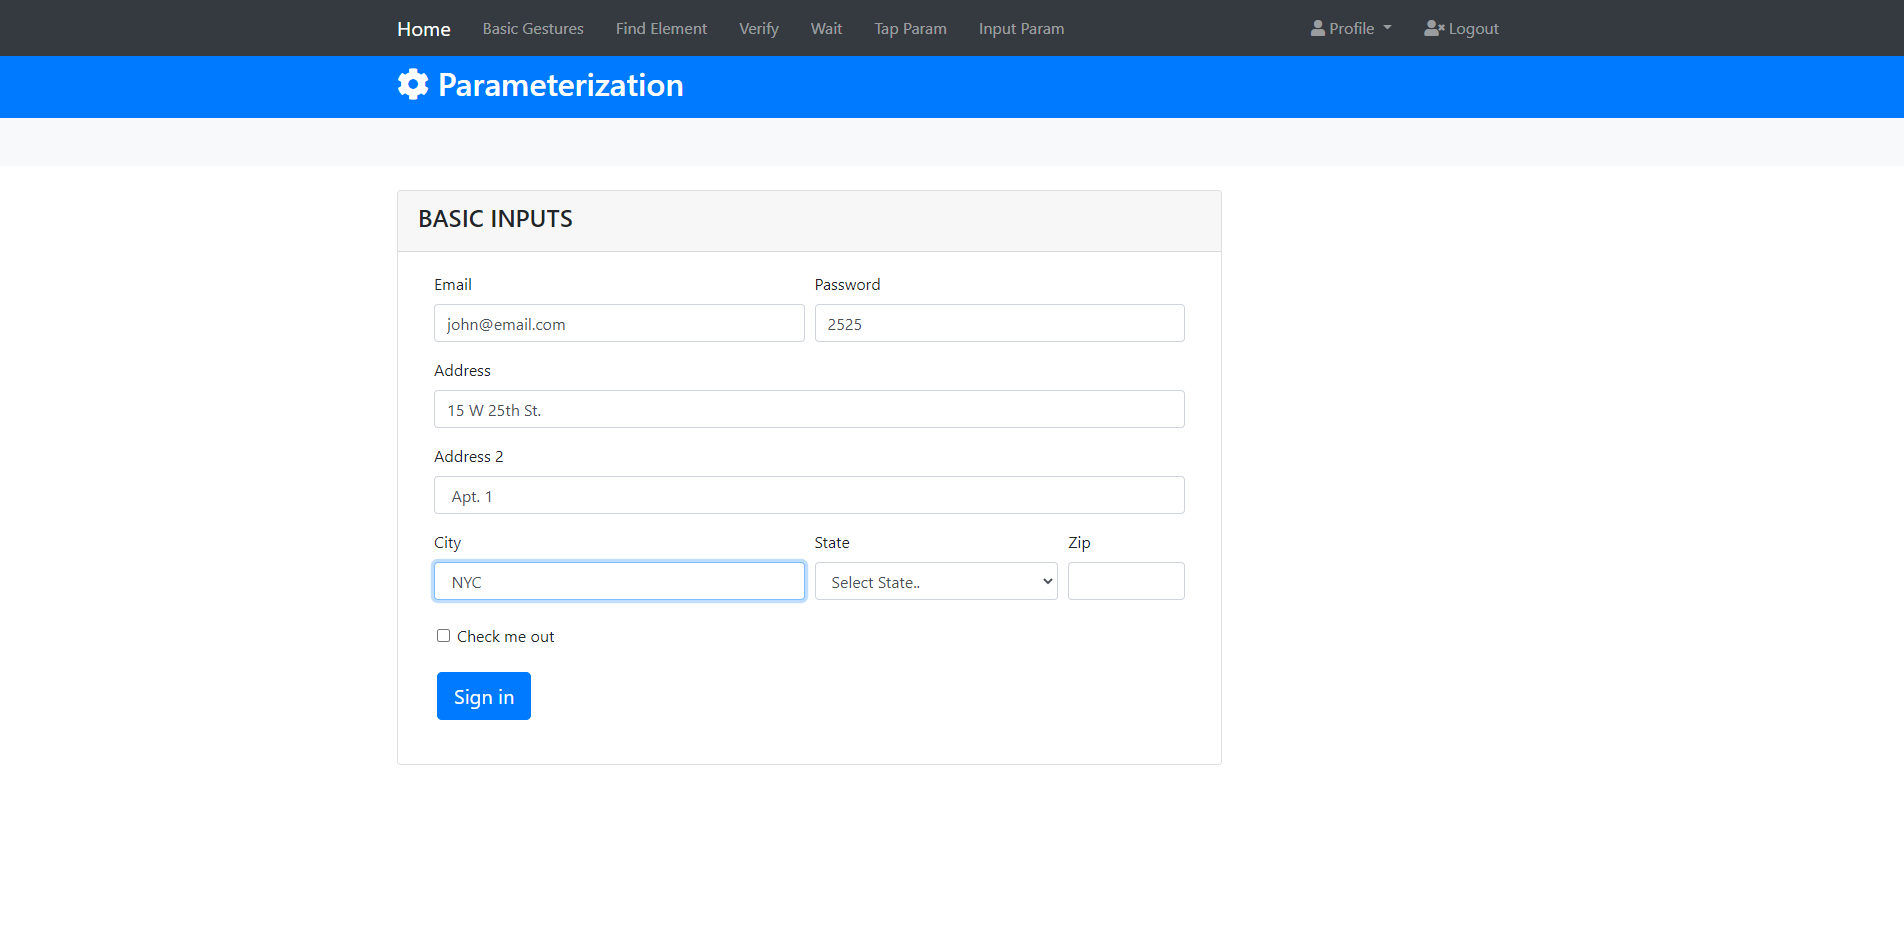 Home Basic Gestures Find Element Verify Wait Tap Param Input Param Profile Logout
Parameterization
BASIC INPUTS
Email Password
john@email.com 2525
Address
15 W 25th St.
Address 2
Apt. 1
City State Zip
NYC Select State..
Check me out
Sign in